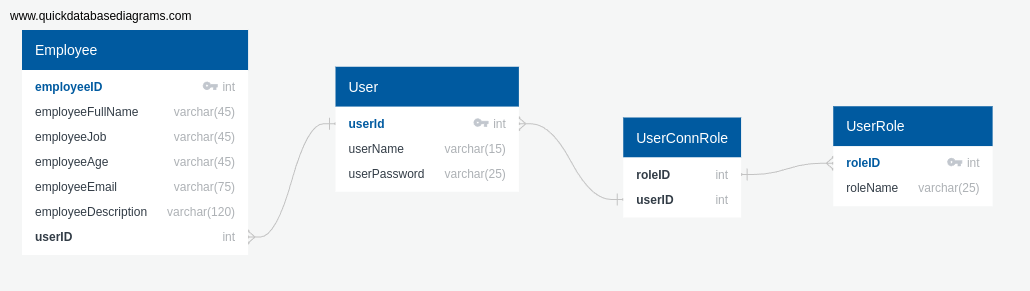 www.quickdatabasediagrams.com
Employee
employeeID int
employeeFullName varchar(45)
employeeJob varchar(45)
employeeAge varchar(45)
employeeEmail varchar(75)
employeeDescription varchar(120)
userID int
User
userId int
userName varchar(15)
userPassword varchar(25)
UserConnRole
roleID int
userID int
UserRole
roleID int
roleName varchar(25)